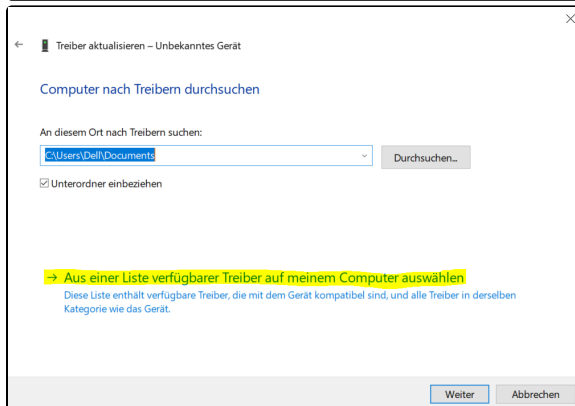 Treiber aktualisieren – Unbekanntes Gerät
Computer nach Treibern durchsuchen
An diesem Ort nach Treibern suchen:
C:\Users\Dell\Documents
Durchsuchen...
Unterordner einbeziehen
→ Aus einer Liste verfügbarer Treiber auf meinem Computer auswählen
Diese Liste enthält verfügbare Treiber, die mit dem Gerät kompatibel sind, und alle Treiber in derselben
Kategorie wie das Gerät.
Weiter
Abbrechen